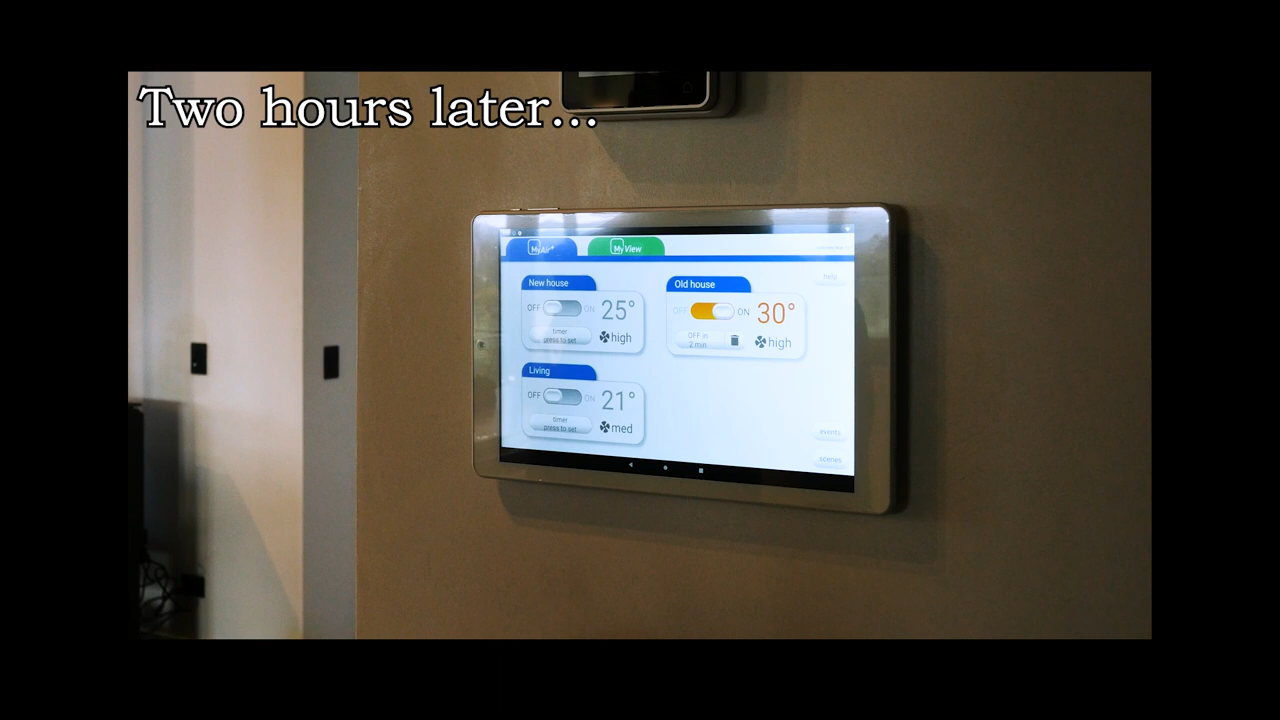 Two hours later...
MyAir+
MyView
New house
OFF ON 25°
timer
press to set
high
Old house
OFF ON 30°
OFF in
2 min
high
help
Living
OFF ON 21°
timer
press to set
med
events
scenes